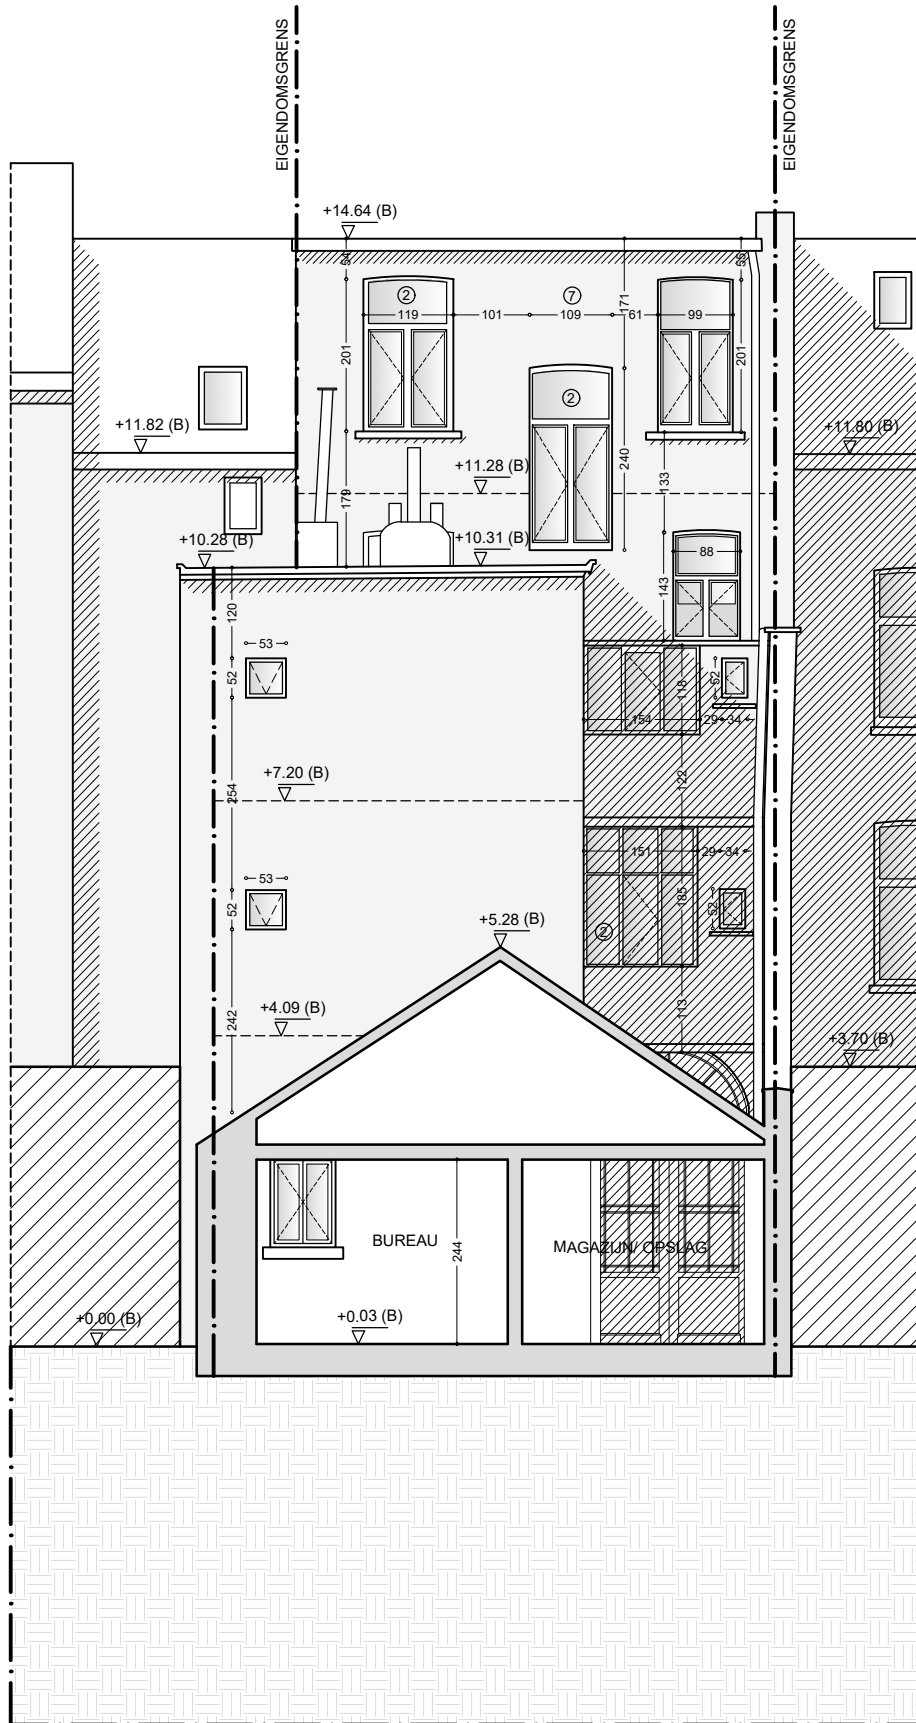 EIGENDOMSGRENS
EIGENDOMSGRENS
+14.64 (B)
54
171
55
2
7
119
101
109
61
99
201
201
2
+11.82 (B)
+11.80 (B)
+11.28 (B)
240
133
179
+10.28 (B)
+10.31 (B)
88
143
120
53
52
118
52
154
29
34
+7.20 (B)
254
122
151
29
34
53
52
185
52
2
+5.28 (B)
+4.09 (B)
242
113
+3.70 (B)
BUREAU
244
MAGAZIJN/ OPSLAG
+0.00 (B)
+0.03 (B)